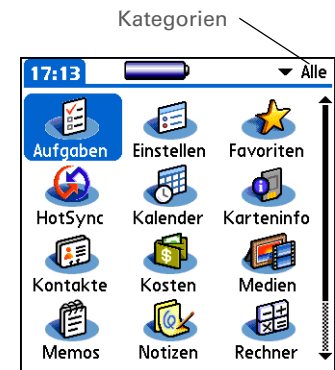 Kategorien
17:13 Alle
Aufgaben Einstellen Favoriten
HotSync Kalender Karteninfo
Kontakte Kosten Medien
Memos Notizen Rechner